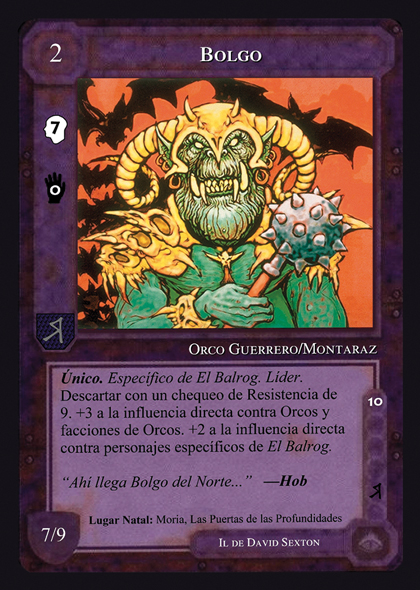 2
Bolgo
7
0
Orco Guerrero/Montaraz
Único. Específico de El Balrog. Líder.
Descartar con un chequeo de Resistencia de
9. +3 a la influencia directa contra Orcos y
facciones de Orcos. +2 a la influencia directa
contra personajes específicos de El Balrog.
10
“Ahí llega Bolgo del Norte...” —Hob
Lugar Natal: Moria, Las Puertas de las Profundidades
7/9
Il de David Sexton